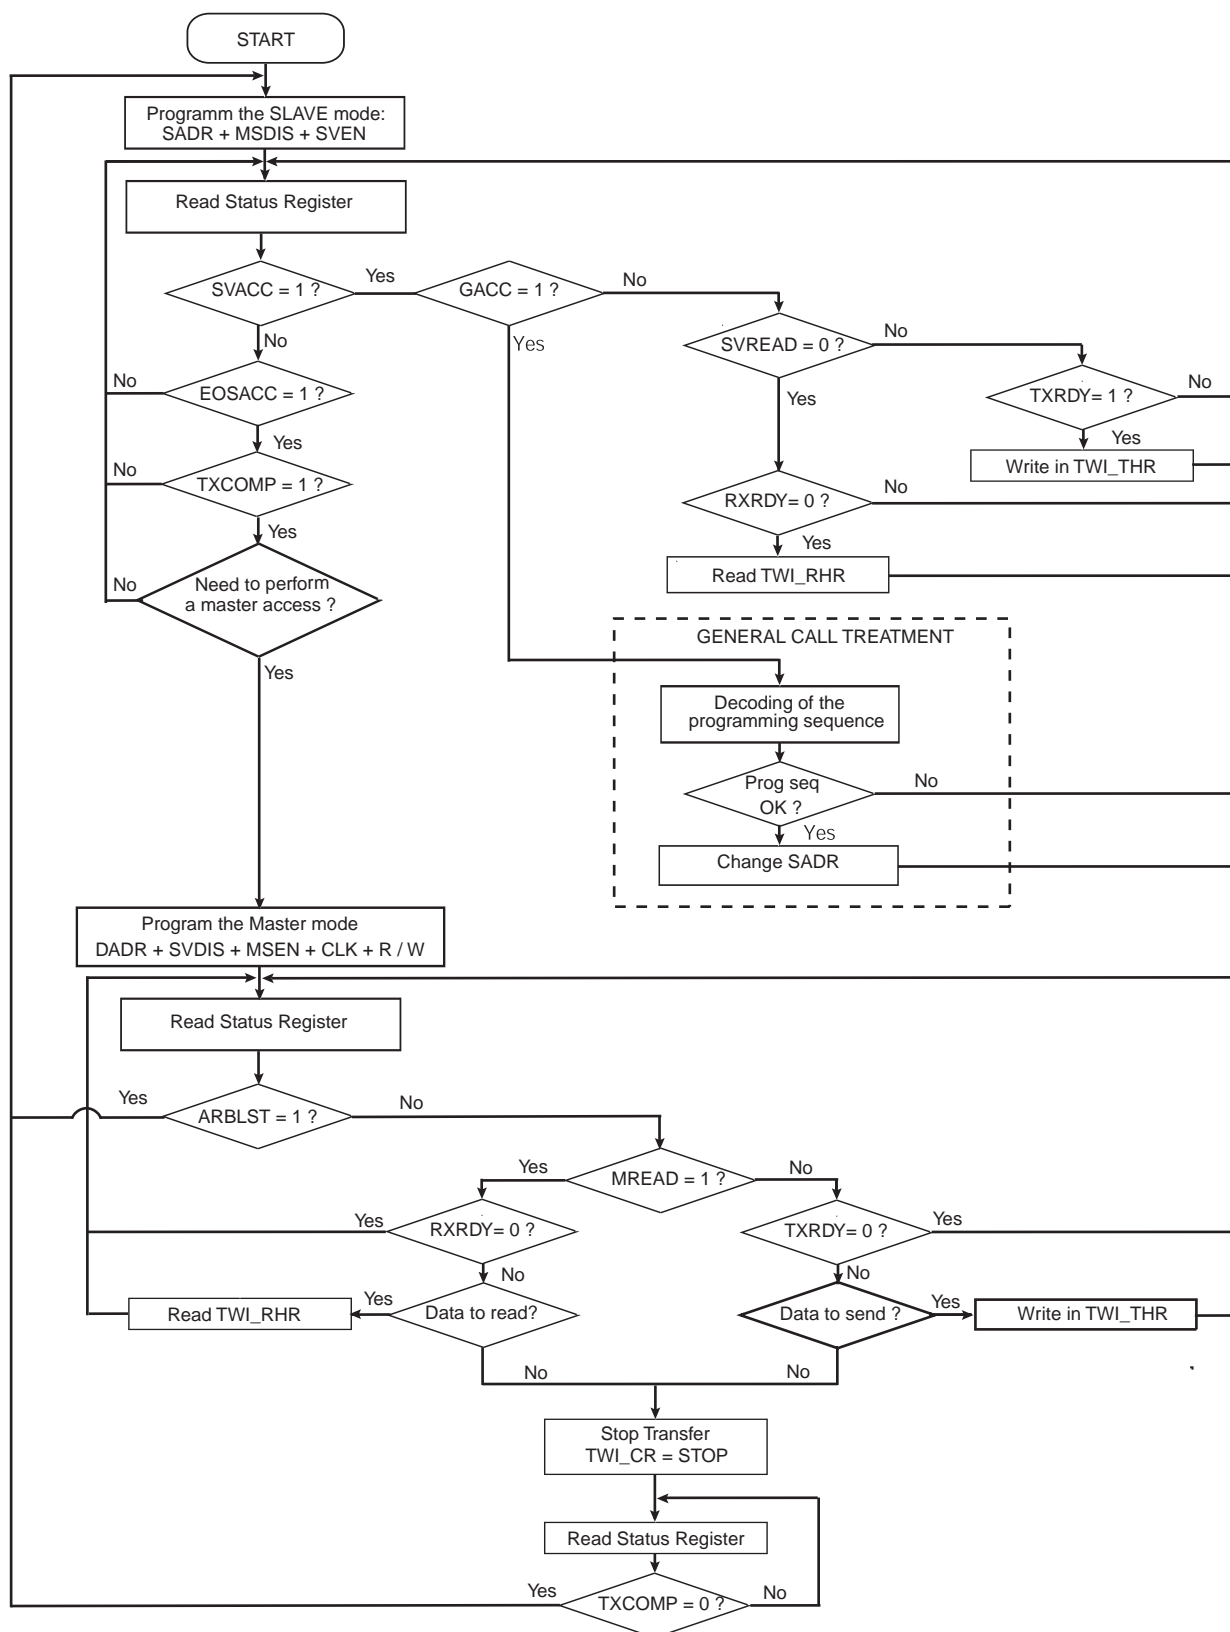 START
Programm the SLAVE mode:
SADR + MSDIS + SVEN
Read Status Register
SVACC = 1 ?
Yes
GACC = 1 ?
No
SVREAD = 0 ?
No
No
Yes
EOSACC = 1 ?
No
TXRDY= 1 ?
No
Yes
Yes
Yes
Write in TWI_THR
No
TXCOMP = 1 ?
RXRDY= 0 ?
No
Yes
Yes
No
Need to perform
a master access ?
Read TWI_RHR
GENERAL CALL TREATMENT
Yes
Decoding of the
programming sequence
Prog seq
OK ?
No
Yes
Change SADR
Program the Master mode
DADR + SVDIS + MSEN + CLK + R / W
Read Status Register
Yes
ARBLST = 1 ?
No
Yes
MREAD = 1 ?
No
Yes
RXRDY= 0 ?
TXRDY= 0 ?
Yes
No
No
Read TWI_RHR
Yes
Data to read?
Data to send ?
Yes
Write in TWI_THR
No
No
Stop Transfer
TWI_CR = STOP
Read Status Register
Yes
TXCOMP = 0 ?
No